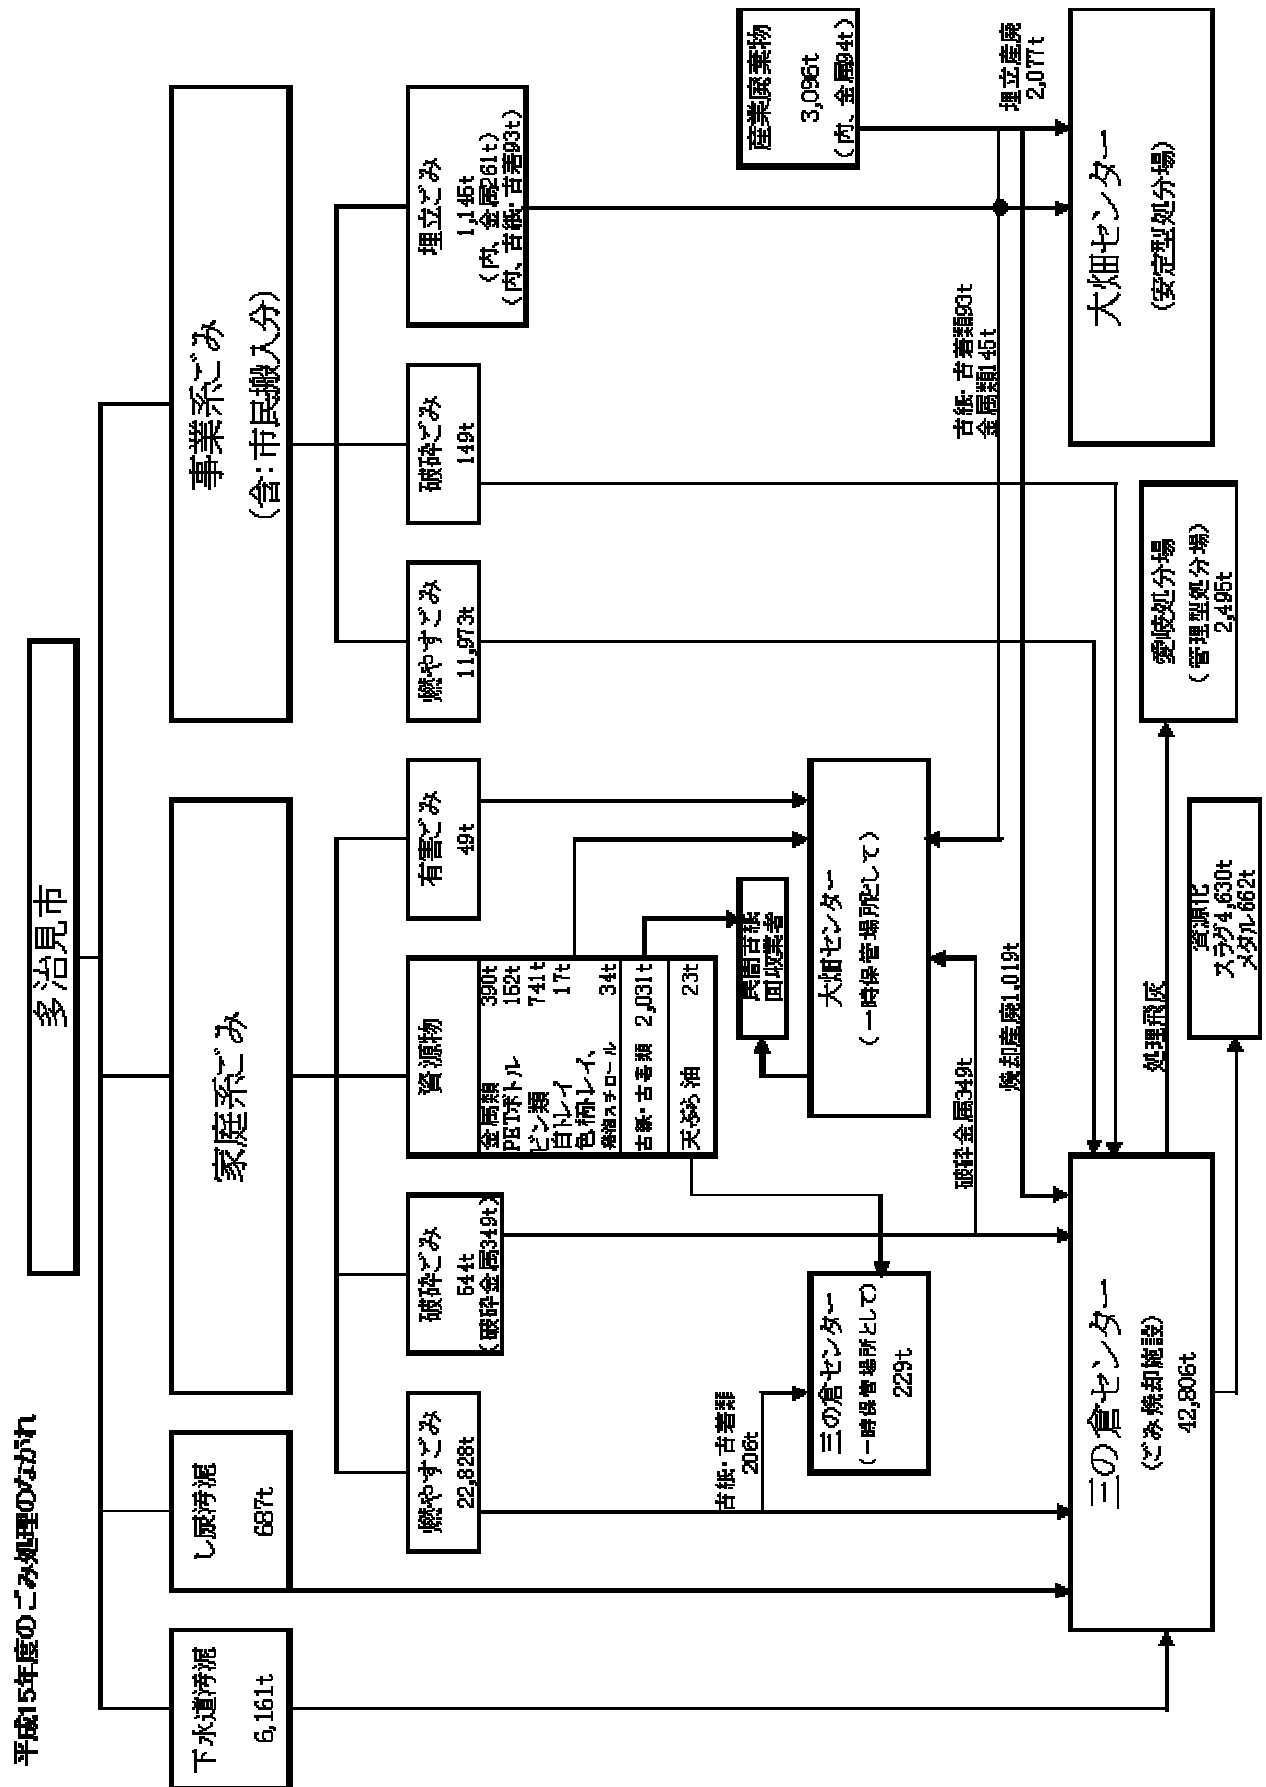 平成15年度のごみ処理のながれ
多治見市
下水道汚泥
6,161t
し尿汚泥
687t
家庭系ごみ
事業系ごみ
(含：市民搬入分)
燃やすごみ
22,828t
破砕ごみ
544t
(破砕金属349t)
資源物
金属類 390t
PETボトル 152t
ビン類 741t
白トレイ 17t
色柄トレイ、
発泡スチロール 34t
古紙・古着類 2,031t
天ぷら油 23t
有害ごみ
49t
燃やすごみ
11,973t
破砕ごみ
149t
埋立ごみ
1,145t
(内、金属261t)
(内、古紙・古着93t)
産業廃棄物
3,096t
(内、金属94t)
古紙・古着類
206t
三の倉センター
(一時保管場所として)
229t
民間古紙
回収業者
大畑センター
(一時保管場所として)
古紙・古着類93t
金属類145t
埋立産廃
2,077t
破砕金属349t
焼却産廃1,019t
三の倉センター
(ごみ焼却施設)
42,806t
処理飛灰
資源化
スラグ4,630t
メタル662t
愛岐処分場
(管理型処分場)
2,495t
大畑センター
(安定型処分場)